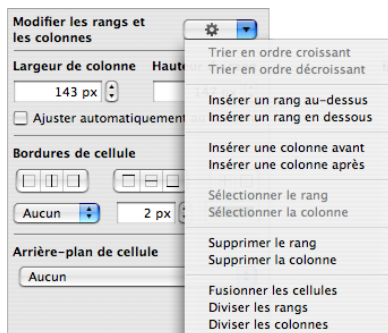 Modifier les rangs et
les colonnes
Largeur de colonne
143 px
Ajuster automatiquement
Bordures de cellule
Aucun
2 px
Arrière-plan de cellule
Aucun
Trier en ordre croissant
Trier en ordre décroissant
Insérer un rang au-dessus
Insérer un rang en dessous
Insérer une colonne avant
Insérer une colonne après
Sélectionner le rang
Sélectionner la colonne
Supprimer le rang
Supprimer la colonne
Fusionner les cellules
Diviser les rangs
Diviser les colonnes